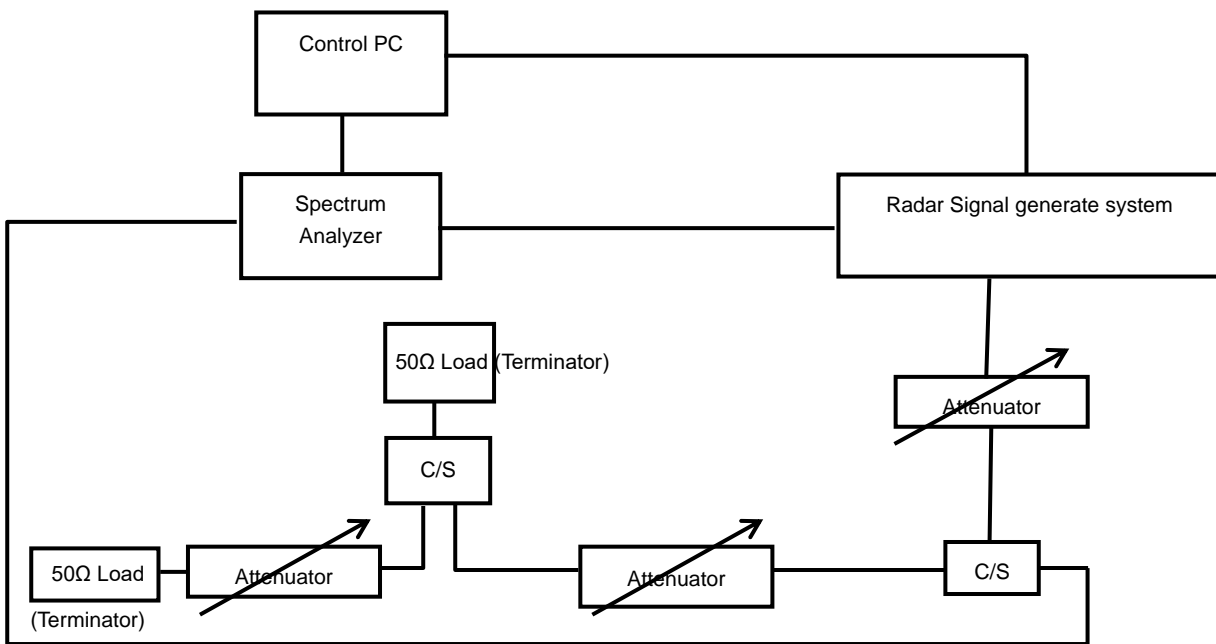 Control PC
Spectrum
Analyzer
Radar Signal generate system
50Ω Load (Terminator)
Attenuator
C/S
50Ω Load
(Terminator)
Attenuator
Attenuator
C/S